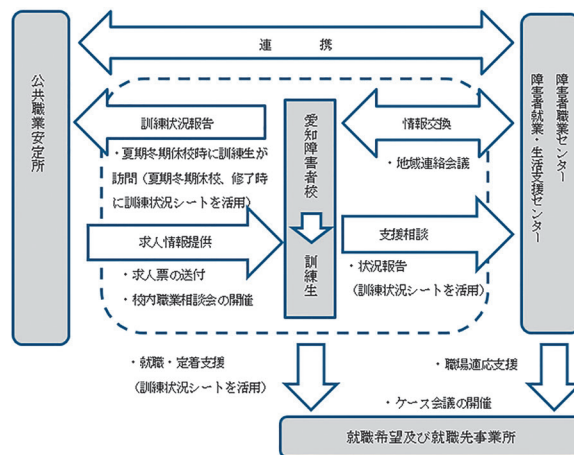 連　携
公共職業安定所
障害者職業センター
障害者就業・生活支援センター
訓練状況報告
・夏期冬期休校時に訓練生が
訪問（夏期冬期休校、修了時
に訓練状況シートを活用）
求人情報提供
・求人票の送付
・校内職業相談会の開催
愛知障害者校
訓練生
情報交換
・地域連絡会議
支援相談
・状況報告
（訓練状況シートを活用）
・就職・定着支援
（訓練状況シートを活用）
・職場適応支援
・ケース会議の開催
就職希望及び就職先事業所